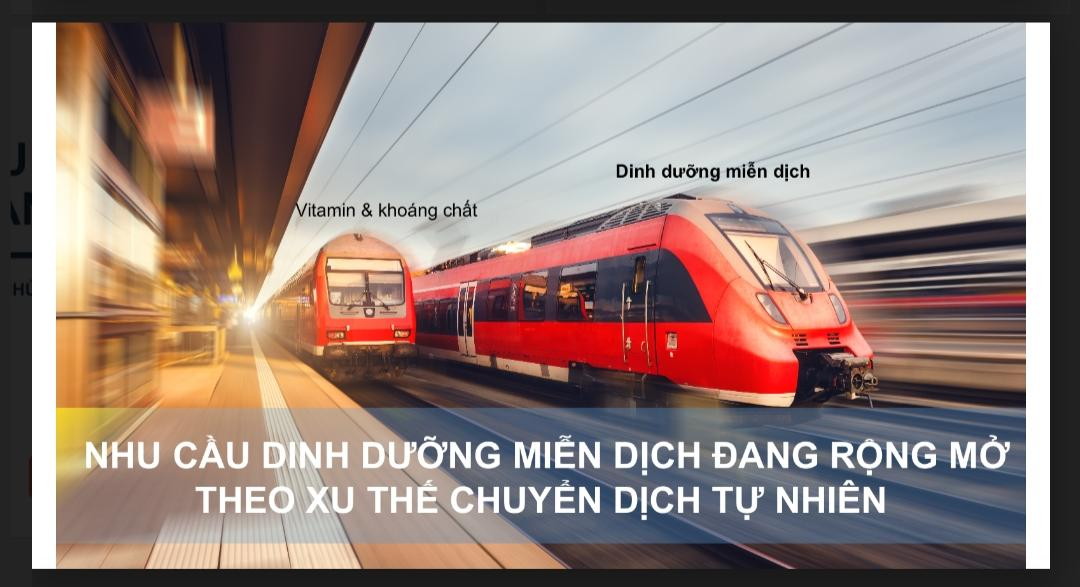 Dinh dưỡng miễn dịch
Vitamin & khoáng chất
NHU CẦU DINH DƯỠNG MIỄN DỊCH ĐANG RỘNG MỞ
THEO XU THẾ CHUYỂN DỊCH TỰ NHIÊN